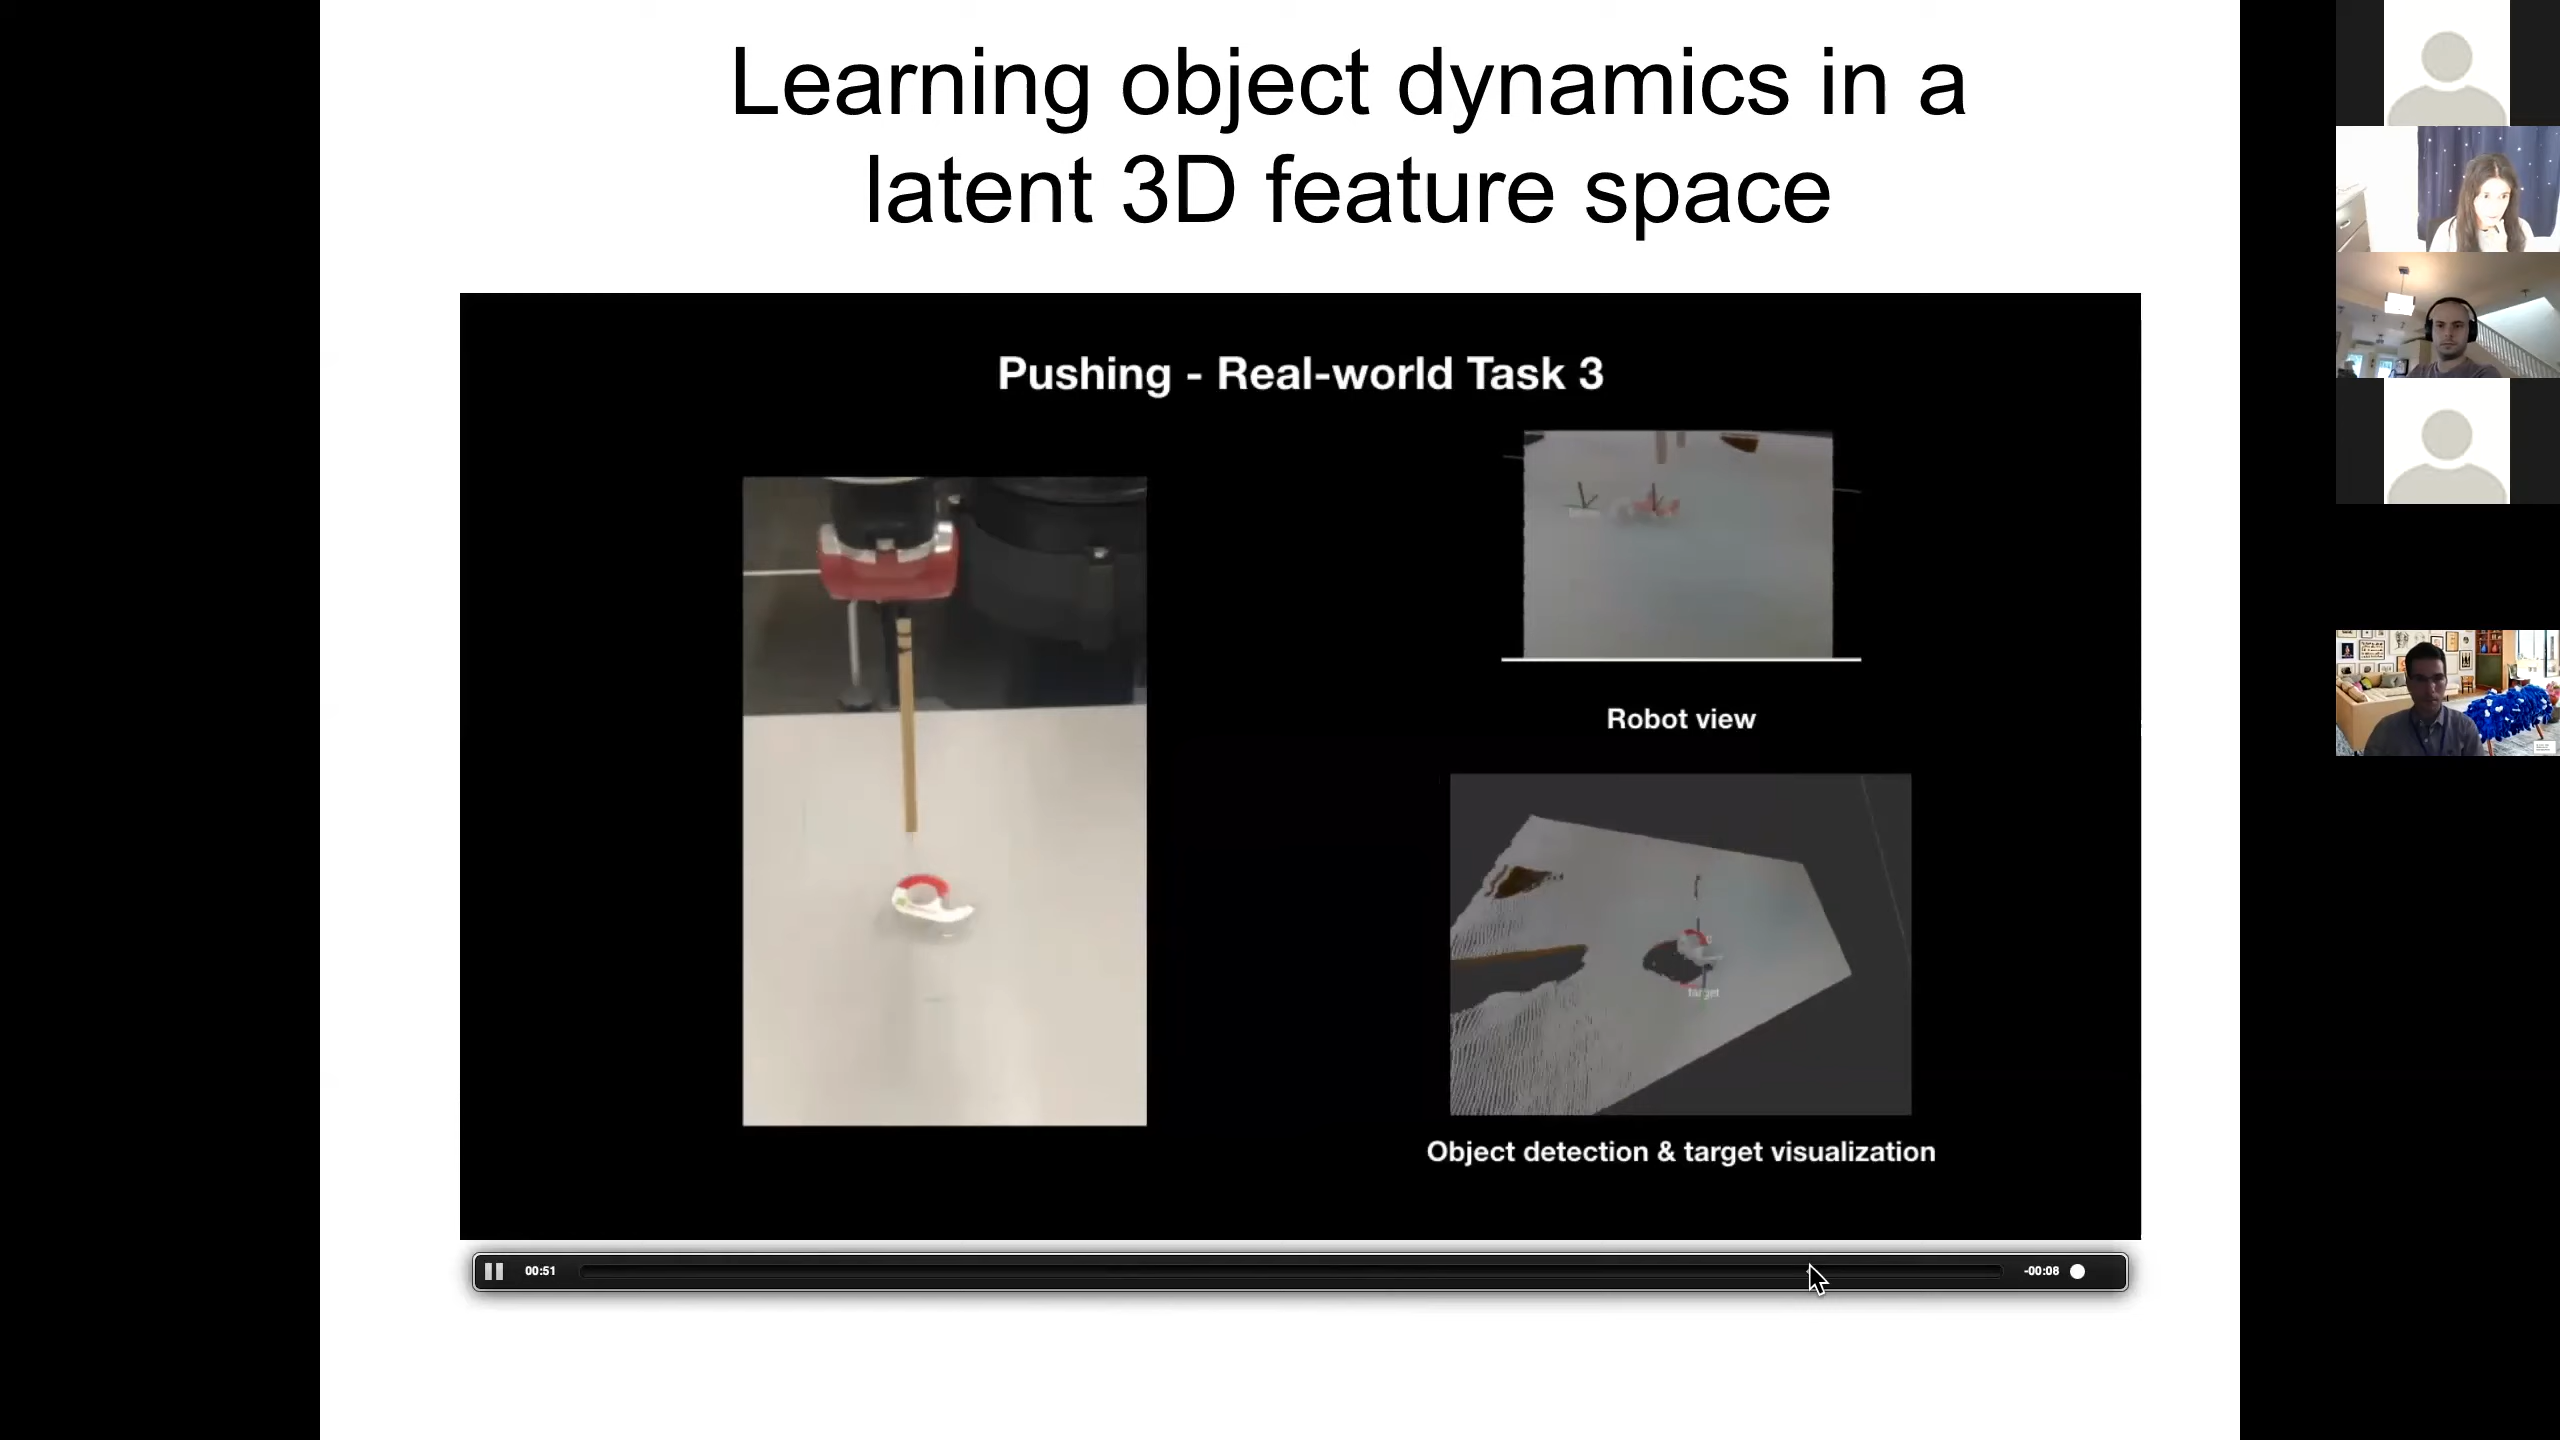 Learning object dynamics in a
latent 3D feature space
Pushing - Real-world Task 3
Robot view
target
Object detection & target visualization
00:51
-00:08